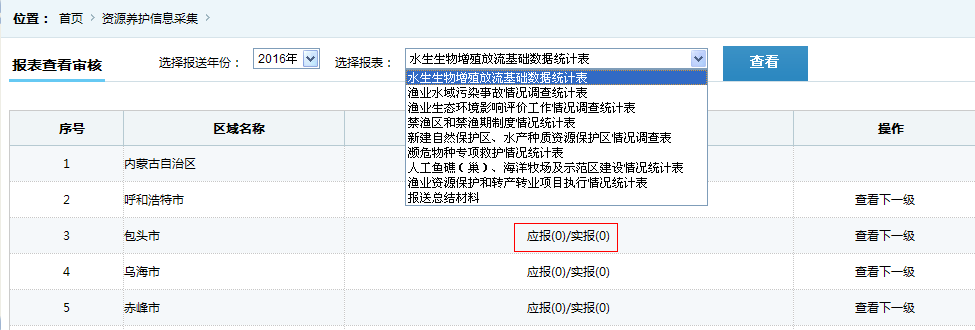 位置： 首页 > 资源养护信息采集 >
报表查看审核 选择报送年份： 2016年 选择报表： 水生生物增殖放流基础数据统计表 查看
水生生物增殖放流基础数据统计表
渔业水域污染事故情况调查统计表
渔业生态环境影响评价工作情况调查统计表
禁渔区和禁渔期制度情况统计表
新建自然保护区、水产种质资源保护区情况调查表
濒危物种专项救护情况统计表
人工鱼礁（巢）、海洋牧场及示范区建设情况统计表
渔业资源保护和转产转业项目执行情况统计表
报送总结材料
序号 区域名称 操作
1 内蒙古自治区
2 呼和浩特市 查看下一级
3 包头市 应报(0)/实报(0) 查看下一级
4 乌海市 应报(0)/实报(0) 查看下一级
5 赤峰市 应报(0)/实报(0) 查看下一级